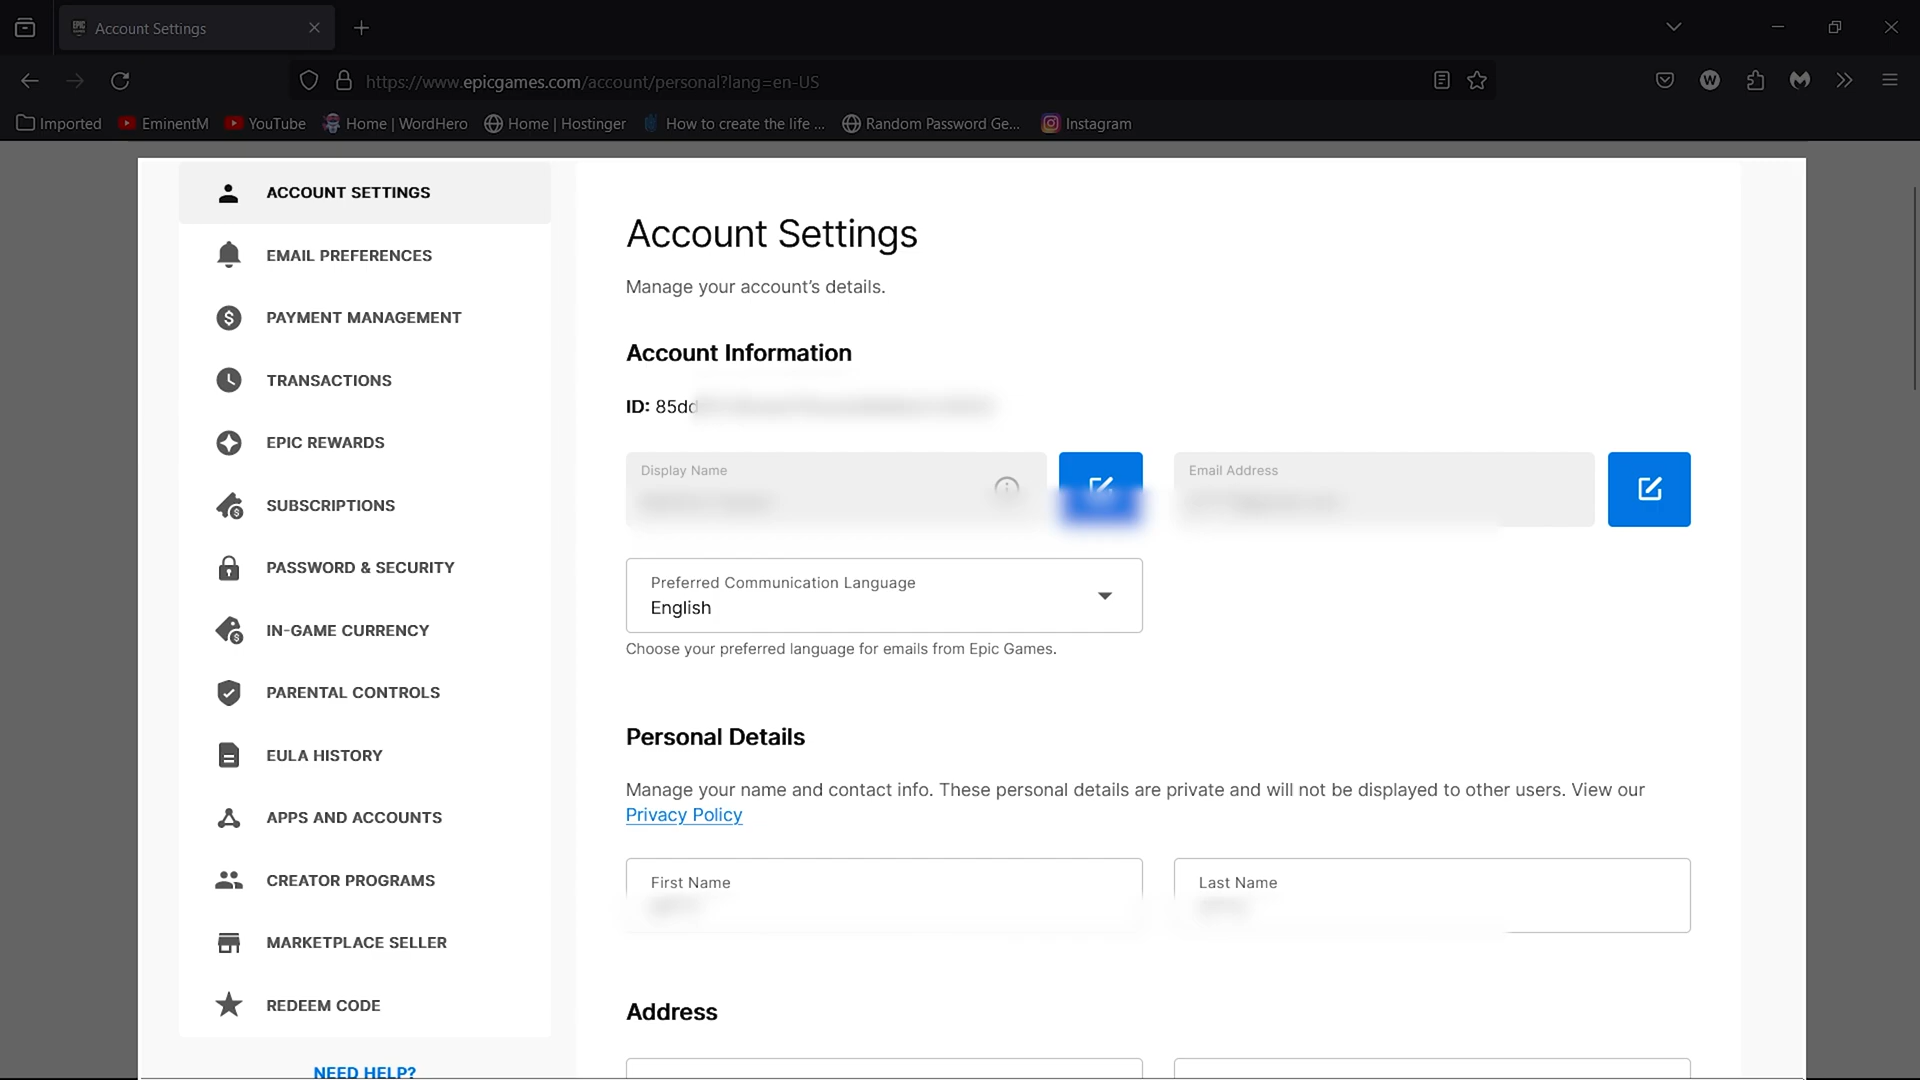 Account Settings
https://www.epicgames.com/account/personal?lang=en-US
Imported
EminentM
YouTube
Home | WordHero
Home | Hostinger
How to create the life ...
Random Password Ge...
Instagram
ACCOUNT SETTINGS
EMAIL PREFERENCES
PAYMENT MANAGEMENT
TRANSACTIONS
EPIC REWARDS
SUBSCRIPTIONS
PASSWORD & SECURITY
IN-GAME CURRENCY
PARENTAL CONTROLS
EULA HISTORY
APPS AND ACCOUNTS
CREATOR PROGRAMS
MARKETPLACE SELLER
REDEEM CODE
NEED HELP?
Account Settings
Manage your account’s details.
Account Information
ID: 85dd
Display Name
Email Address
Preferred Communication Language
English
Choose your preferred language for emails from Epic Games.
Personal Details
Manage your name and contact info. These personal details are private and will not be displayed to other users. View our
Privacy Policy
First Name
Last Name
Address